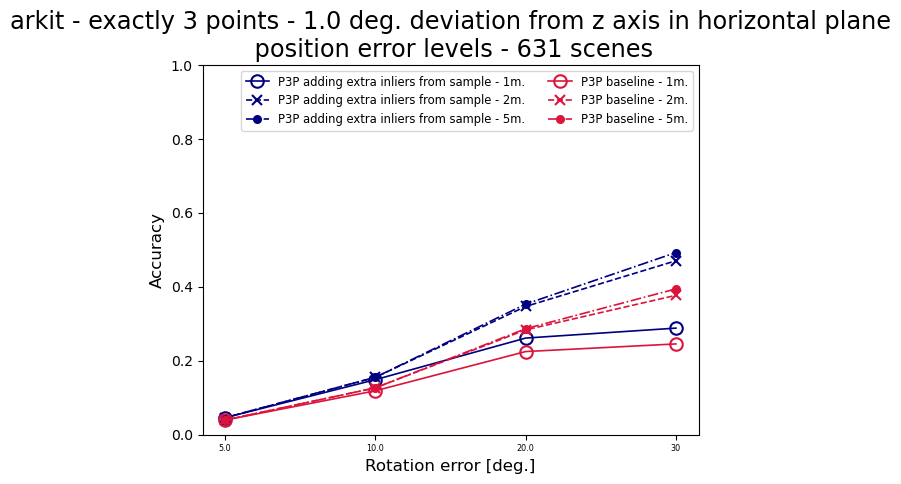 arkit - exactly 3 points - 1.0 deg. deviation from z axis in horizontal plane
position error levels - 631 scenes
P3P adding extra inliers from sample - 1m.
P3P adding extra inliers from sample - 2m.
P3P adding extra inliers from sample - 5m.
P3P baseline - 1m.
P3P baseline - 2m.
P3P baseline - 5m.
Accuracy
1.0
0.8
0.6
0.4
0.2
0.0
5.0 10.0 20.0 30
Rotation error [deg.]